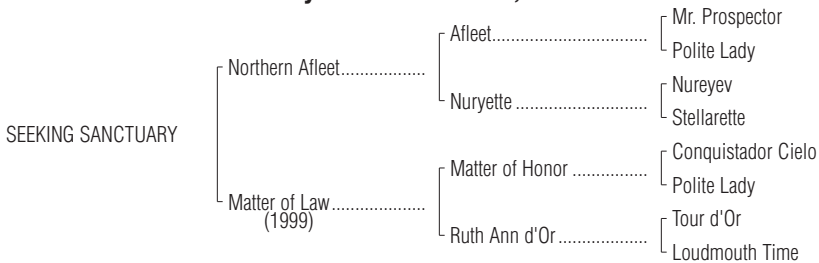 Mr. Prospector
Afleet
Polite Lady
Northern Afleet
Nureyev
Nuryette
Stellarette
SEEKING SANCTUARY
Conquistador Cielo
Matter of Honor
Polite Lady
Matter of Law
(1999)
Tour d'Or
Ruth Ann d'Or
Loudmouth Time